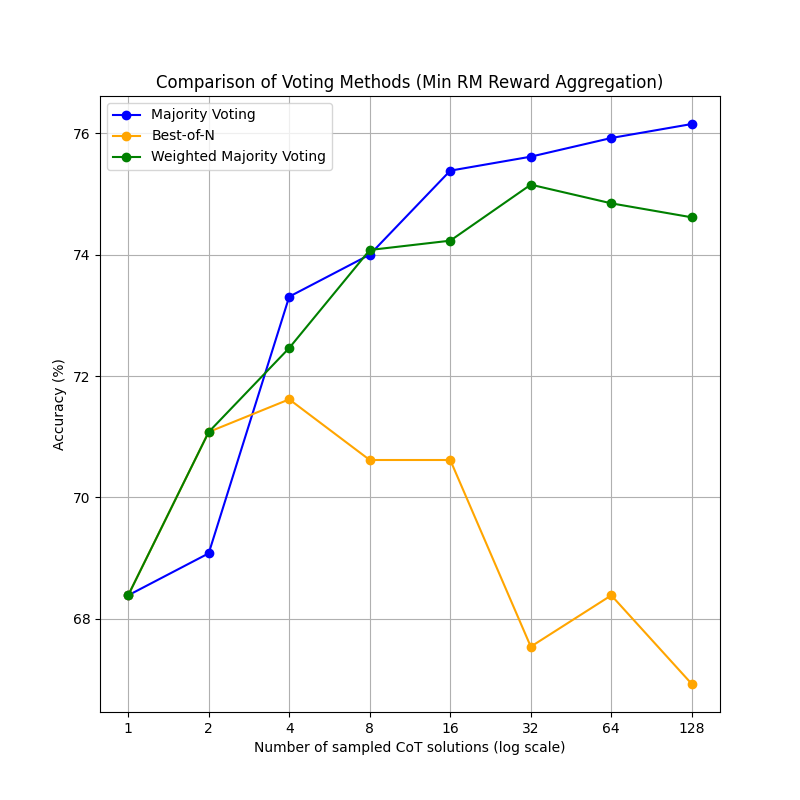 Comparison of Voting Methods (Min RM Reward Aggregation)
Majority Voting
Best-of-N
Weighted Majority Voting
76
74
72
70
68
Accuracy (%)
1 2 4 8 16 32 64 128
Number of sampled CoT solutions (log scale)